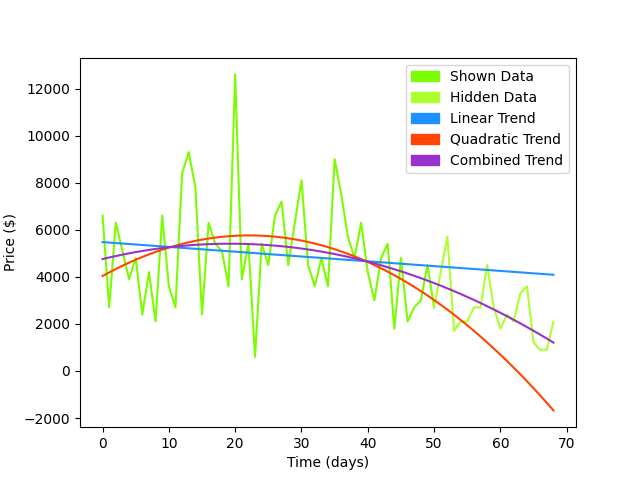 Shown Data
Hidden Data
Linear Trend
Quadratic Trend
Combined Trend
12000
10000
8000
6000
4000
2000
0
−2000
Price ($)
0 10 20 30 40 50 60 70
Time (days)